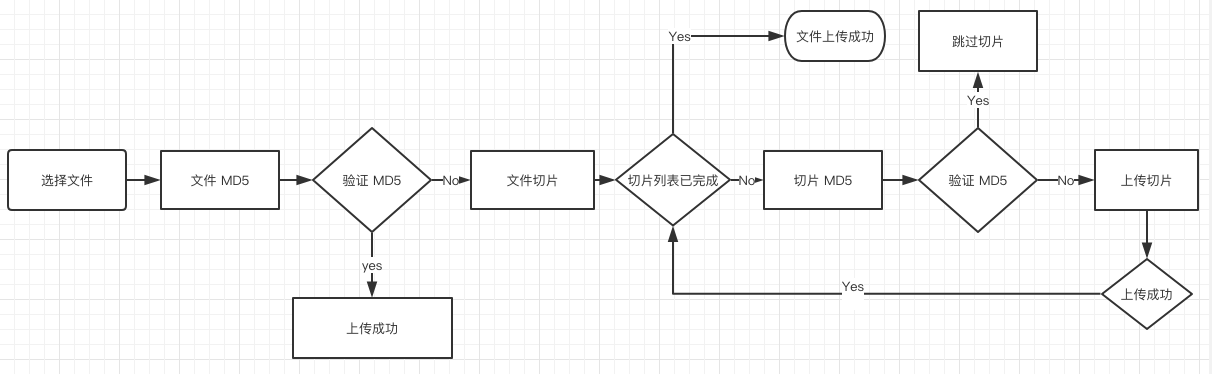 Yes
文件上传成功
跳过切片
Yes
选择文件
文件 MD5
验证 MD5
No
文件切片
切片列表已完成
No
切片 MD5
验证 MD5
No
上传切片
yes
Yes
上传成功
上传成功